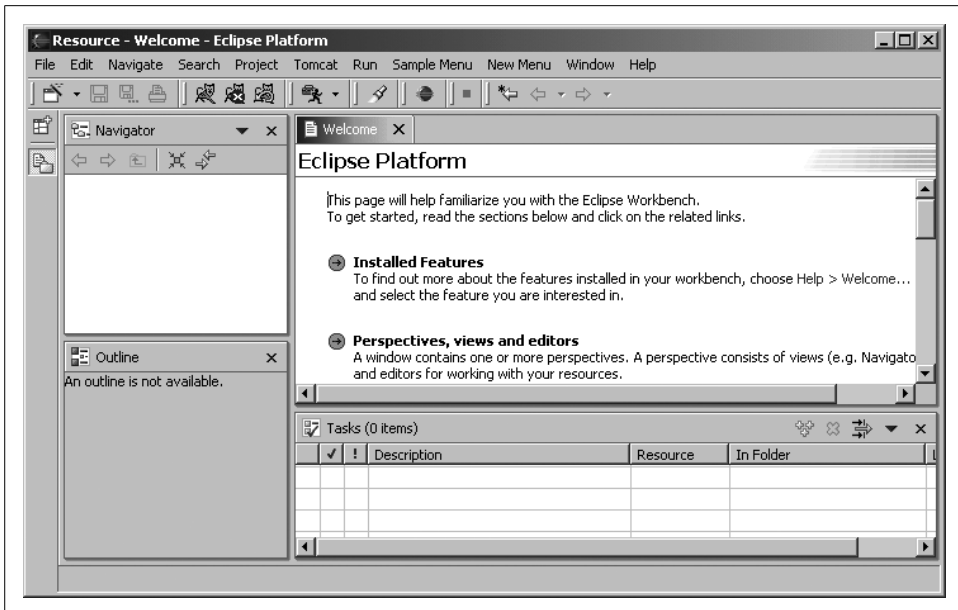 Resource - Welcome - Eclipse Platform
File Edit Navigate Search Project Tomcat Run Sample Menu New Menu Window Help
Navigator
Welcome
Eclipse Platform
This page will help familiarize you with the Eclipse Workbench.
To get started, read the sections below and click on the related links.
Installed Features
To find out more about the features installed in your workbench, choose Help > Welcome...
and select the feature you are interested in.
Perspectives, views and editors
A window contains one or more perspectives. A perspective consists of views (e.g. Navigato
and editors for working with your resources.
Outline
An outline is not available.
Tasks (0 items)
! Description Resource In Folder L